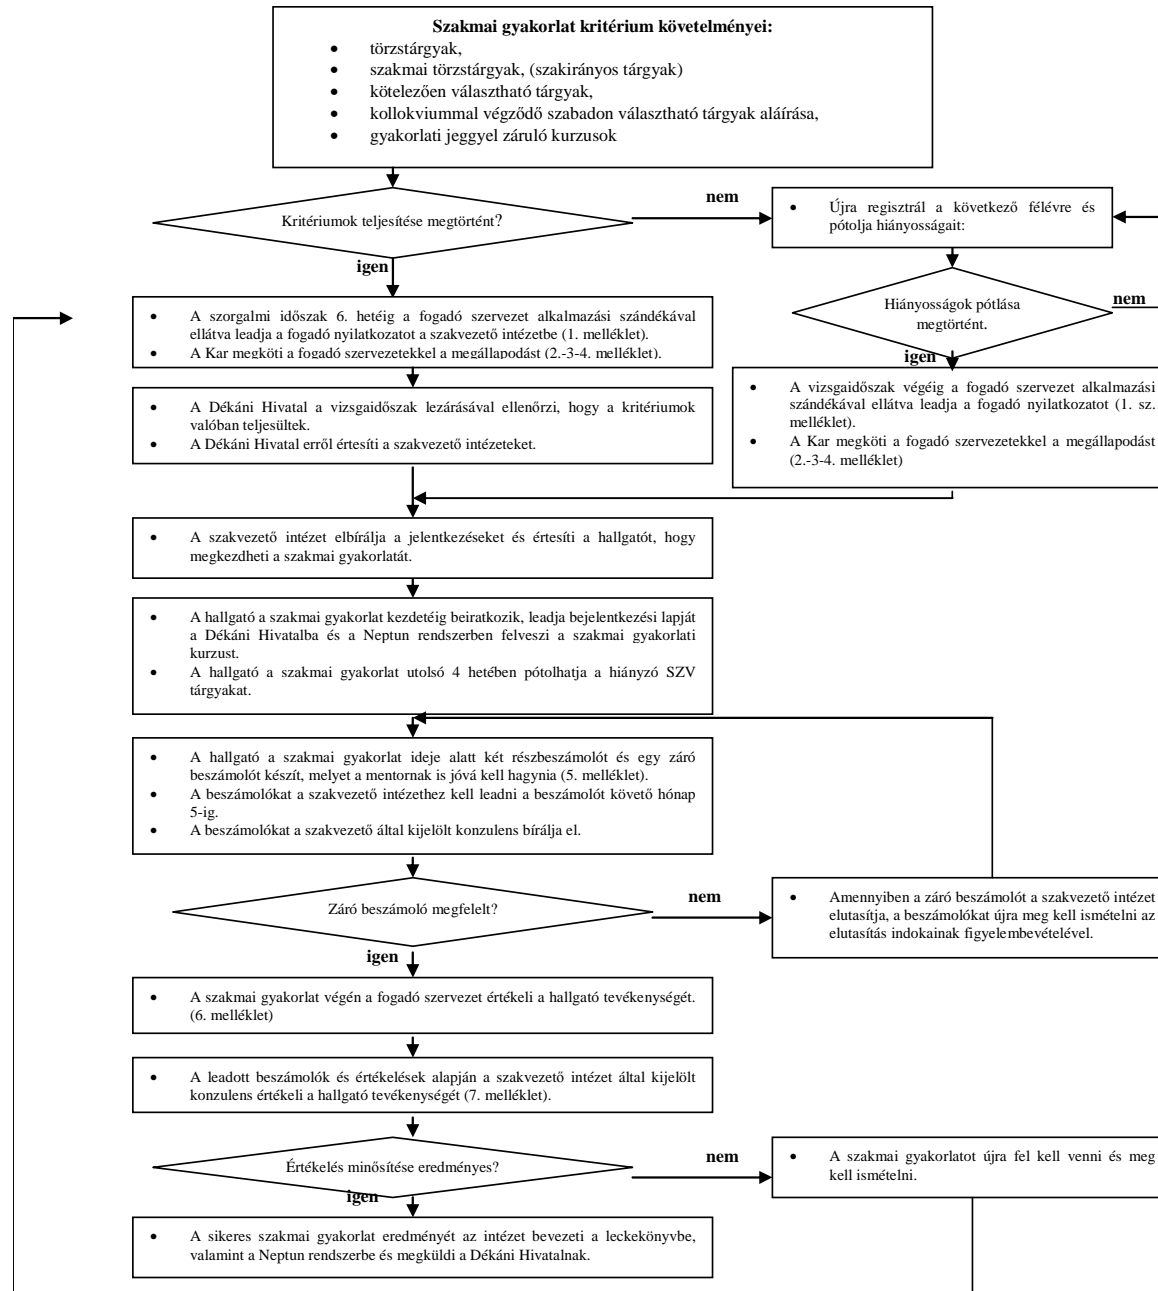 Szakmai gyakorlat kritérium követelményei:
• törzstárgyak,
• szakmai törzstárgyak, (szakirányos tárgyak)
• kötelezően választható tárgyak,
• kollokviummal végződő szabadon választható tárgyak aláírása,
• gyakorlati jeggyel záruló kurzusok
Kritériumok teljesítése megtörtént?
nem
• Újra regisztrál a következő félévre és
pótolja hiányosságait:
igen
Hiányosságok pótlása
megtörtént.
nem
igen
• A szorgalmi időszak 6. hetéig a fogadó szervezet alkalmazási szándékával
ellátva leadja a fogadó nyilatkozatot a szakvezető intézetbe (1. melléklet).
• A Kar megköti a fogadó szervezetekkel a megállapodást (2.-3-4. melléklet).
• A vizsgaidőszak végéig a fogadó szervezet alkalmazási
szándékával ellátva leadja a fogadó nyilatkozatot (1. sz.
melléklet).
• A Kar megköti a fogadó szervezetekkel a megállapodást
(2.-3-4. melléklet)
• A Dékáni Hivatal a vizsgaidőszak lezárásával ellenőrzi, hogy a kritériumok
valóban teljesültek.
• A Dékáni Hivatal erről értesíti a szakvezető intézeteket.
• A szakvezető intézet elbírálja a jelentkezéseket és értesíti a hallgatót, hogy
megkezdheti a szakmai gyakorlatát.
• A hallgató a szakmai gyakorlat kezdetéig beiratkozik, leadja bejelentkezési lapját
a Dékáni Hivatalba és a Neptun rendszerben felveszi a szakmai gyakorlati
kurzust.
• A hallgató a szakmai gyakorlat utolsó 4 hetében pótolhatja a hiányzó SZV
tárgyakat.
• A hallgató a szakmai gyakorlat ideje alatt két részbeszámolót és egy záró
beszámolót készít, melyet a mentornak is jóvá kell hagynia (5. melléklet).
• A beszámolókat a szakvezető intézethez kell leadni a beszámolót követő hónap
5-ig.
• A beszámolókat a szakvezető által kijelölt konzulens bírálja el.
Záró beszámoló megfelelt?
nem
• Amennyiben a záró beszámolót a szakvezető intézet
elutasítja, a beszámolókat újra meg kell ismételni az
elutasítás indokainak figyelembevételével.
igen
• A szakmai gyakorlat végén a fogadó szervezet értékeli a hallgató tevékenységét.
(6. melléklet)
• A leadott beszámolók és értékelések alapján a szakvezető intézet által kijelölt
konzulens értékeli a hallgató tevékenységét (7. melléklet).
Értékelés minősítése eredményes?
nem
• A szakmai gyakorlatot újra fel kell venni és meg
kell ismételni.
igen
• A sikeres szakmai gyakorlat eredményét az intézet bevezeti a leckekönyvbe,
valamint a Neptun rendszerbe és megküldi a Dékáni Hivatalnak.